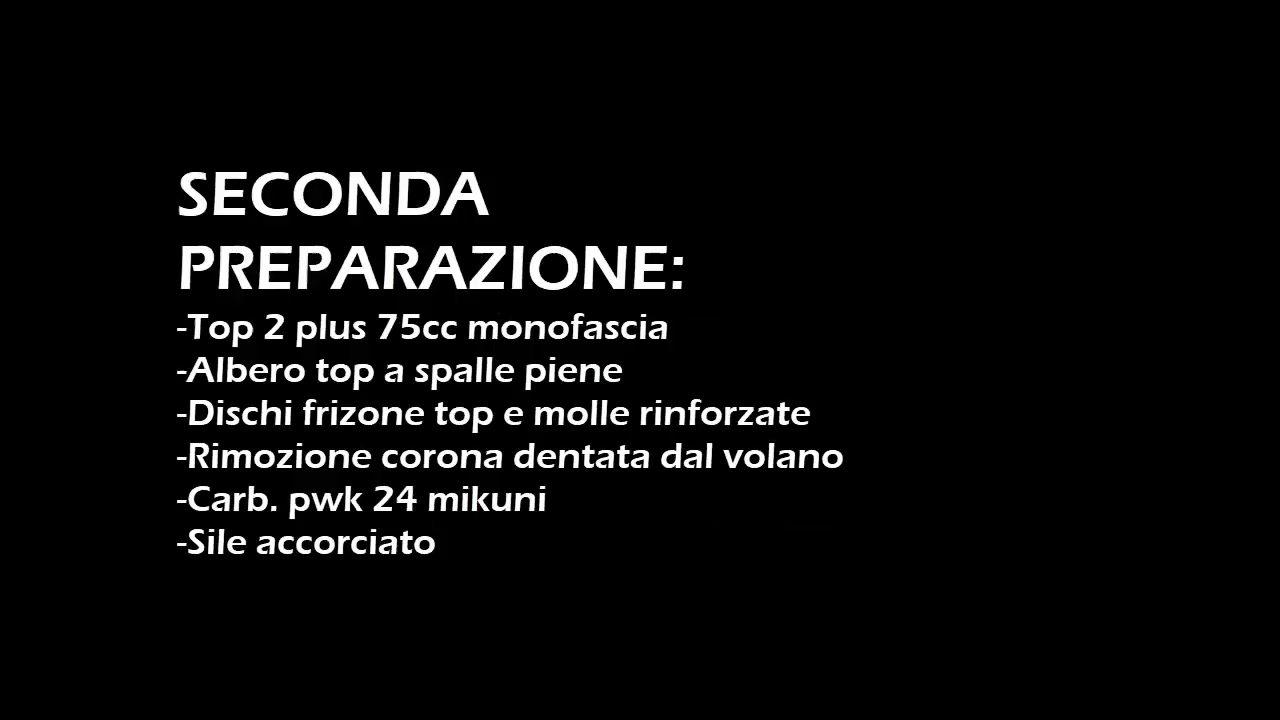 SECONDA
PREPARAZIONE:
-Top 2 plus 75cc monofascia
-Albero top a spalle piene
-Dischi frizone top e molle rinforzate
-Rimozione corona dentata dal volano
-Carb. pwk 24 mikuni
-Sile accorciato